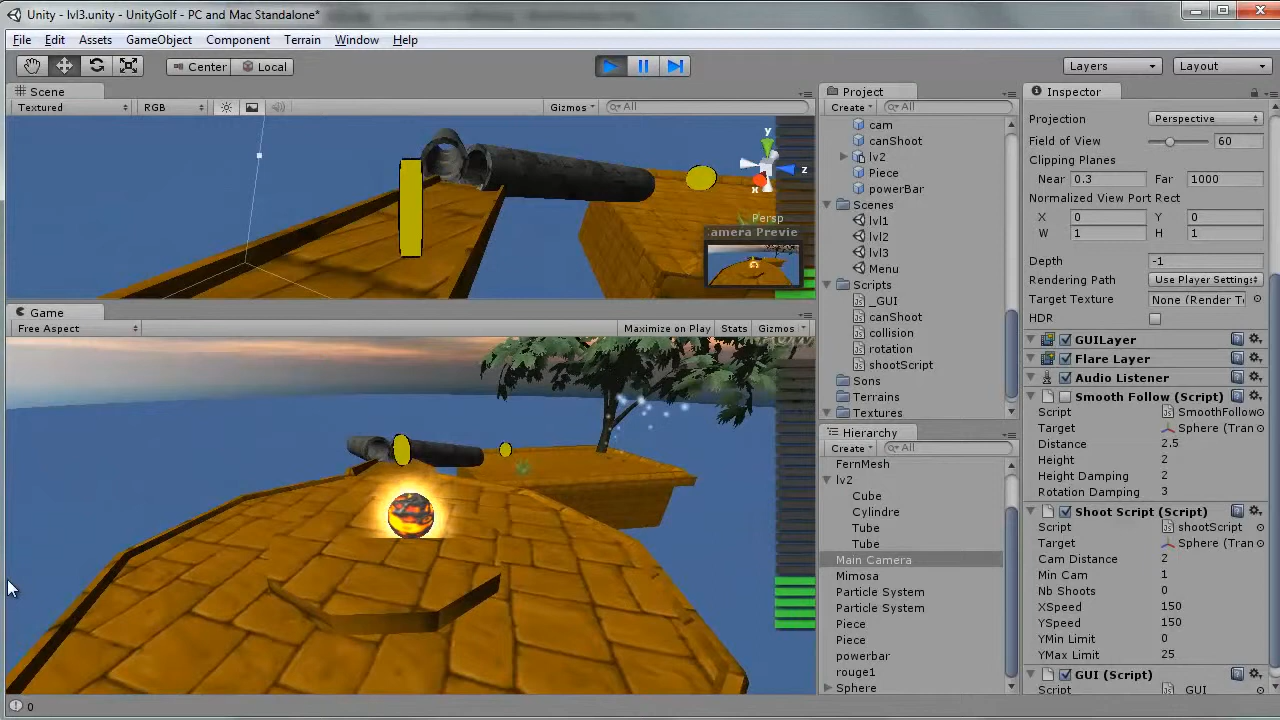 Unity - lvl3.unity - UnityGolf - PC and Mac Standalone*
File Edit Assets GameObject Component Terrain Window Help
Center Local Layers Layout
Scene
Textured RGB Gizmos All
y
z
x
Persp
amera Previe
Game
Free Aspect Maximize on Play Stats Gizmos
0
Project
Create All
cam
canShoot
lvl2
Piece
powerBar
Scenes
lvl1
lvl2
lvl3
Menu
Scripts
_GUI
canShoot
collision
rotation
shootScript
Sons
Terrains
Textures
Hierarchy
Create All
FernMesh
lv2
Cube
Cylindre
Tube
Tube
Main Camera
Mimosa
Particle System
Particle System
Piece
Piece
powerbar
rouge1
Sphere
Inspector
Projection Perspective
Field of View 60
Clipping Planes
Near 0.3 Far 1000
Normalized View Port Rect
X 0 Y 0
W 1 H 1
Depth -1
Rendering Path Use Player Settings
Target Texture None (Render T
HDR
GUILayer
Flare Layer
Audio Listener
Smooth Follow (Script)
Script SmoothFollow
Target Sphere (Tran
Distance 2.5
Height 2
Height Damping 2
Rotation Damping 3
Shoot Script (Script)
Script shootScript
Target Sphere (Tran
Cam Distance 2
Min Cam 1
Nb Shoots 0
XSpeed 150
YSpeed 150
YMin Limit 0
YMax Limit 25
GUI (Script)
Script _GUI